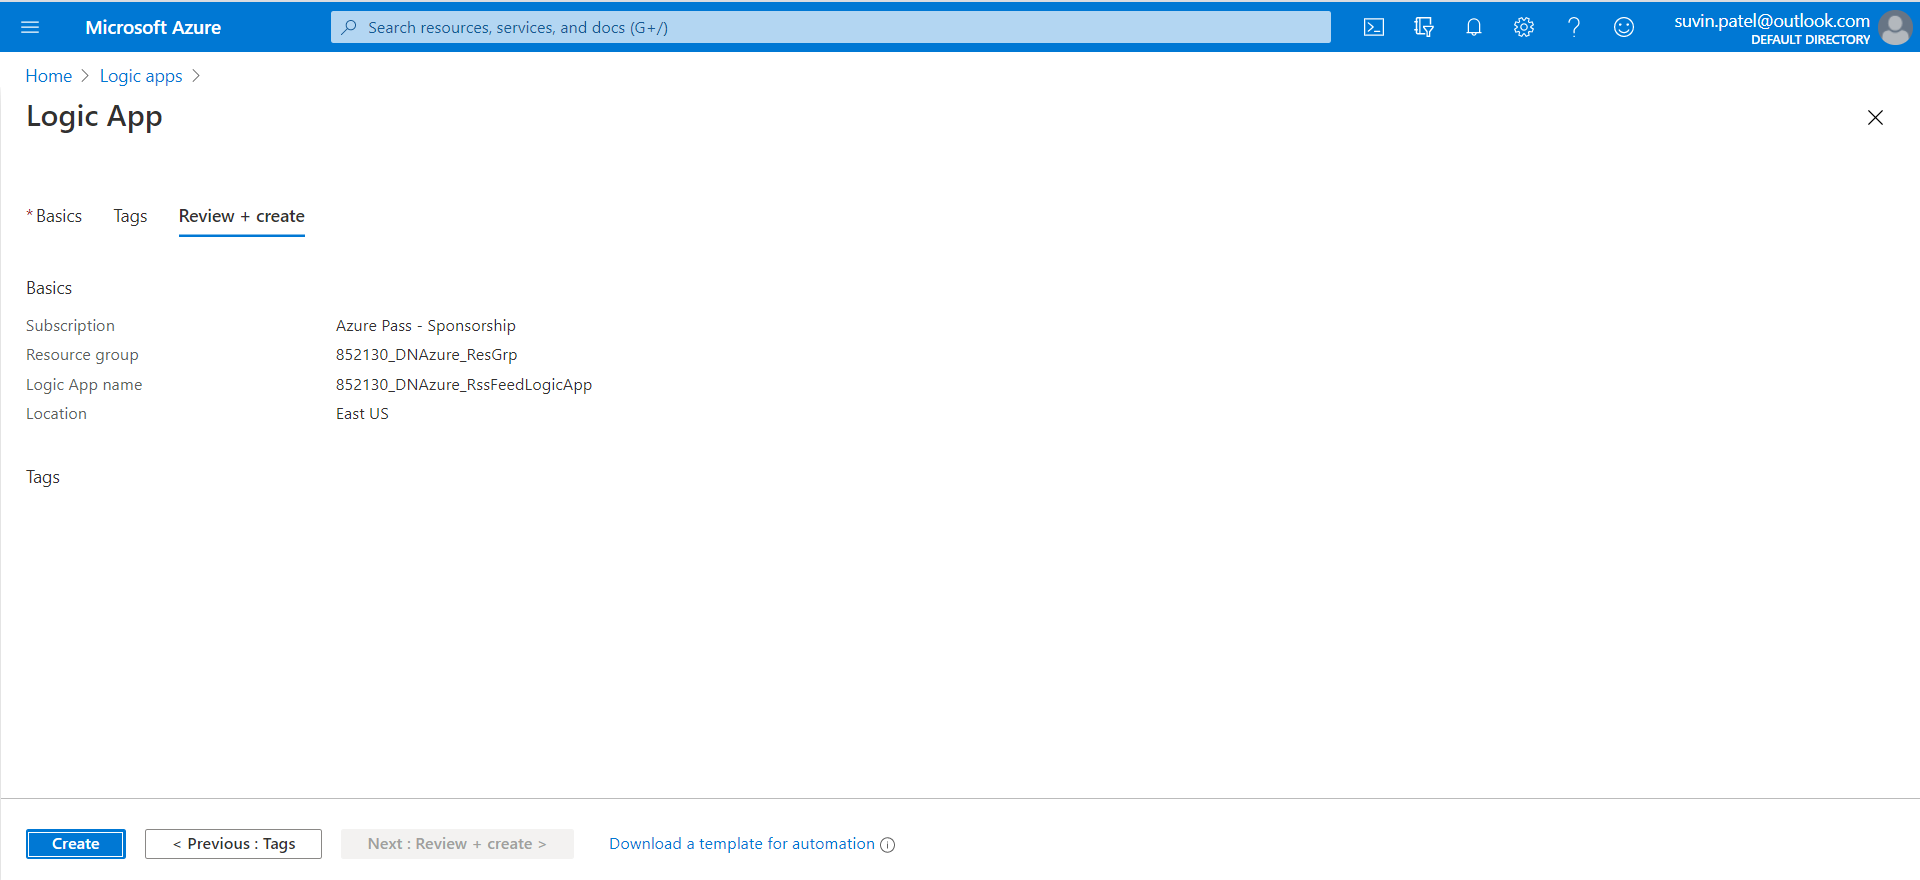 Microsoft Azure
Search resources, services, and docs (G+/)
suvin.patel@outlook.com
DEFAULT DIRECTORY
Home > Logic apps >
Logic App
* Basics Tags Review + create
Basics
Subscription Azure Pass - Sponsorship
Resource group 852130_DNAzure_ResGrp
Logic App name 852130_DNAzure_RssFeedLogicApp
Location East US
Tags
Create < Previous : Tags Next : Review + create > Download a template for automation